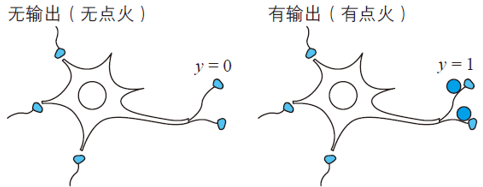 无输出（无点火）
有输出（有点火）
y = 0
y = 1